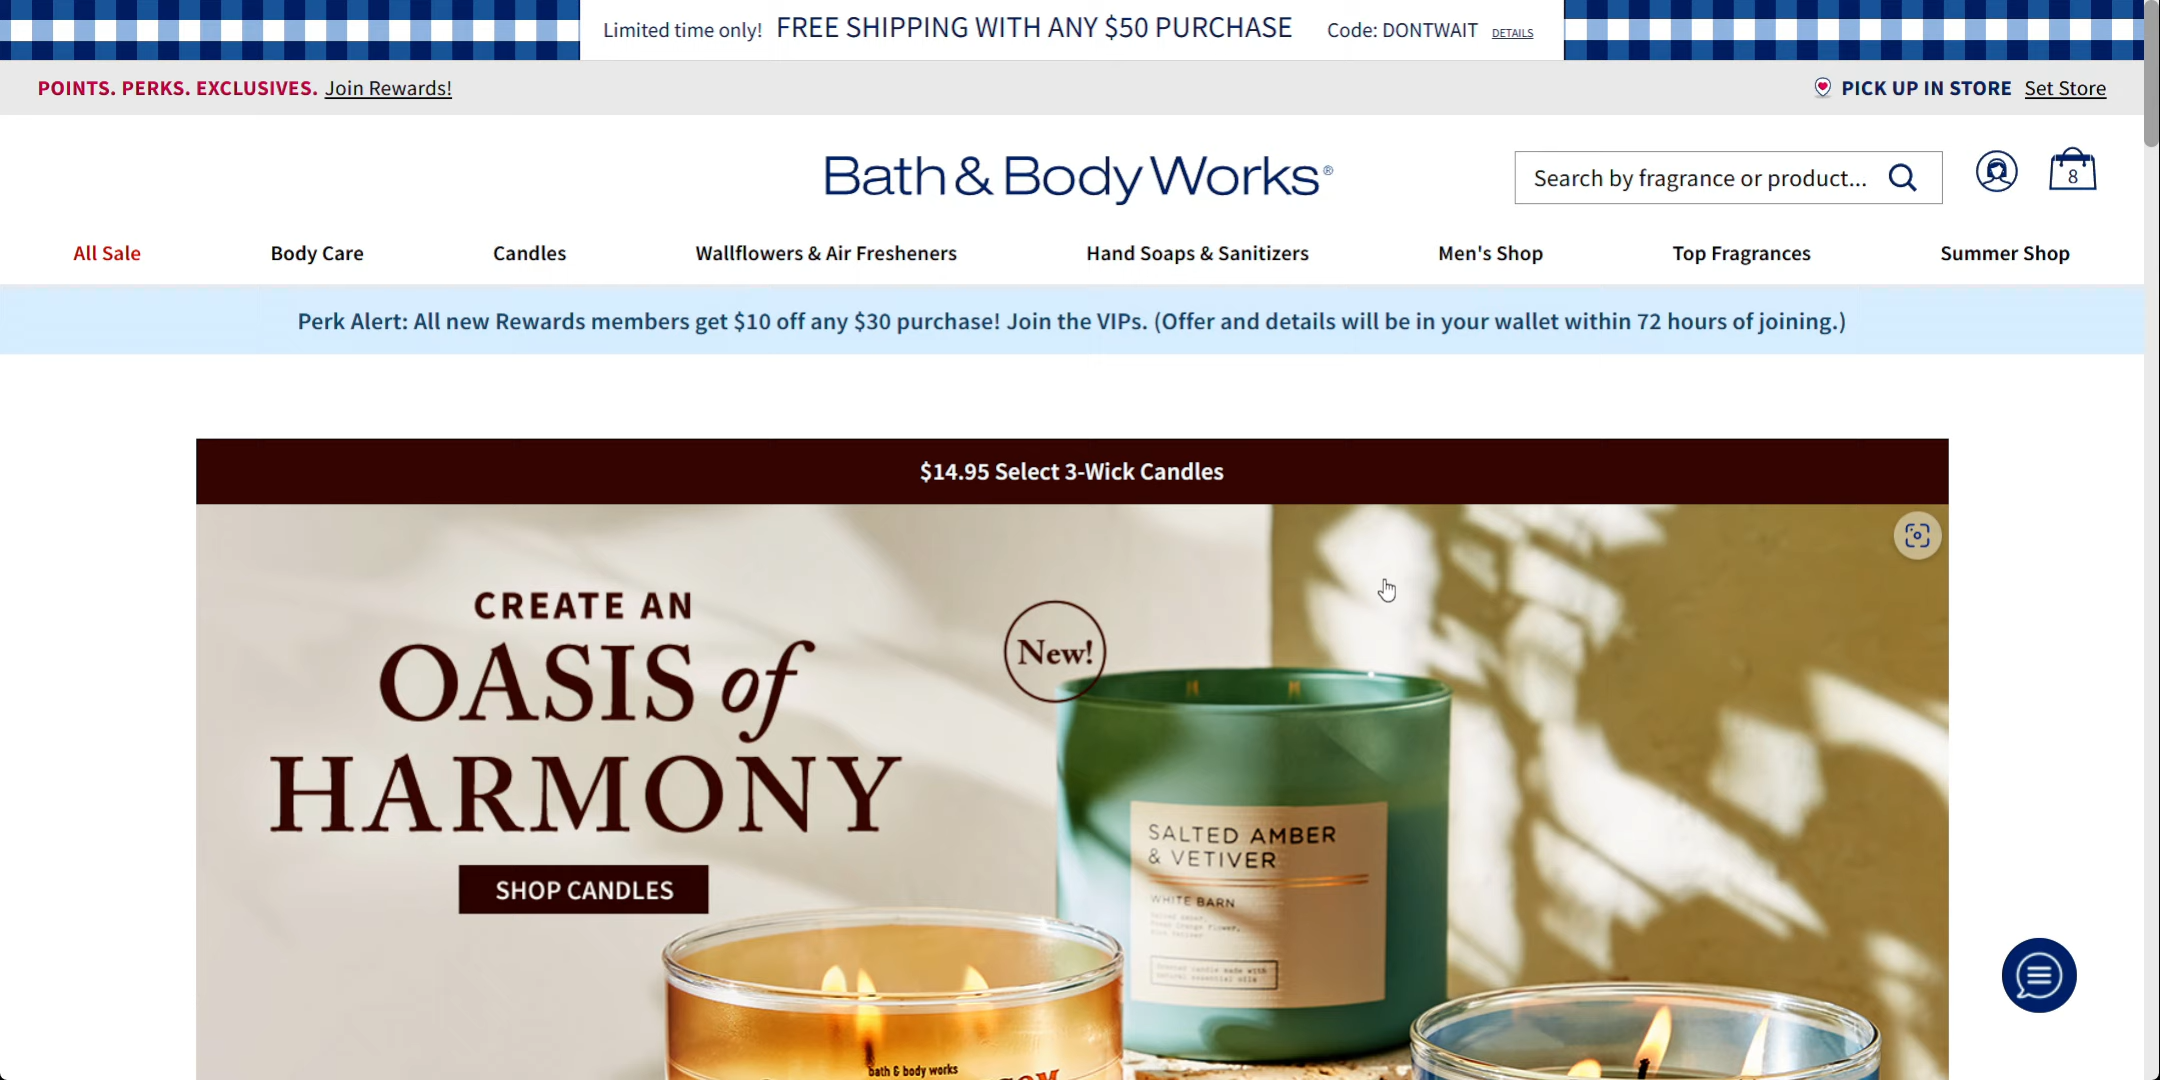 Limited time only! FREE SHIPPING WITH ANY $50 PURCHASE Code: DONTWAIT DETAILS
POINTS. PERKS. EXCLUSIVES. Join Rewards!
PICK UP IN STORE Set Store
Bath & Body Works®
Search by fragrance or product...
8
All Sale
Body Care
Candles
Wallflowers & Air Fresheners
Hand Soaps & Sanitizers
Men's Shop
Top Fragrances
Summer Shop
Perk Alert: All new Rewards members get $10 off any $30 purchase! Join the VIPs. (Offer and details will be in your wallet within 72 hours of joining.)
$14.95 Select 3-Wick Candles
CREATE AN
OASIS of
HARMONY
SHOP CANDLES
New!
SALTED AMBER
& VETIVER
WHITE BARN
bath & body works